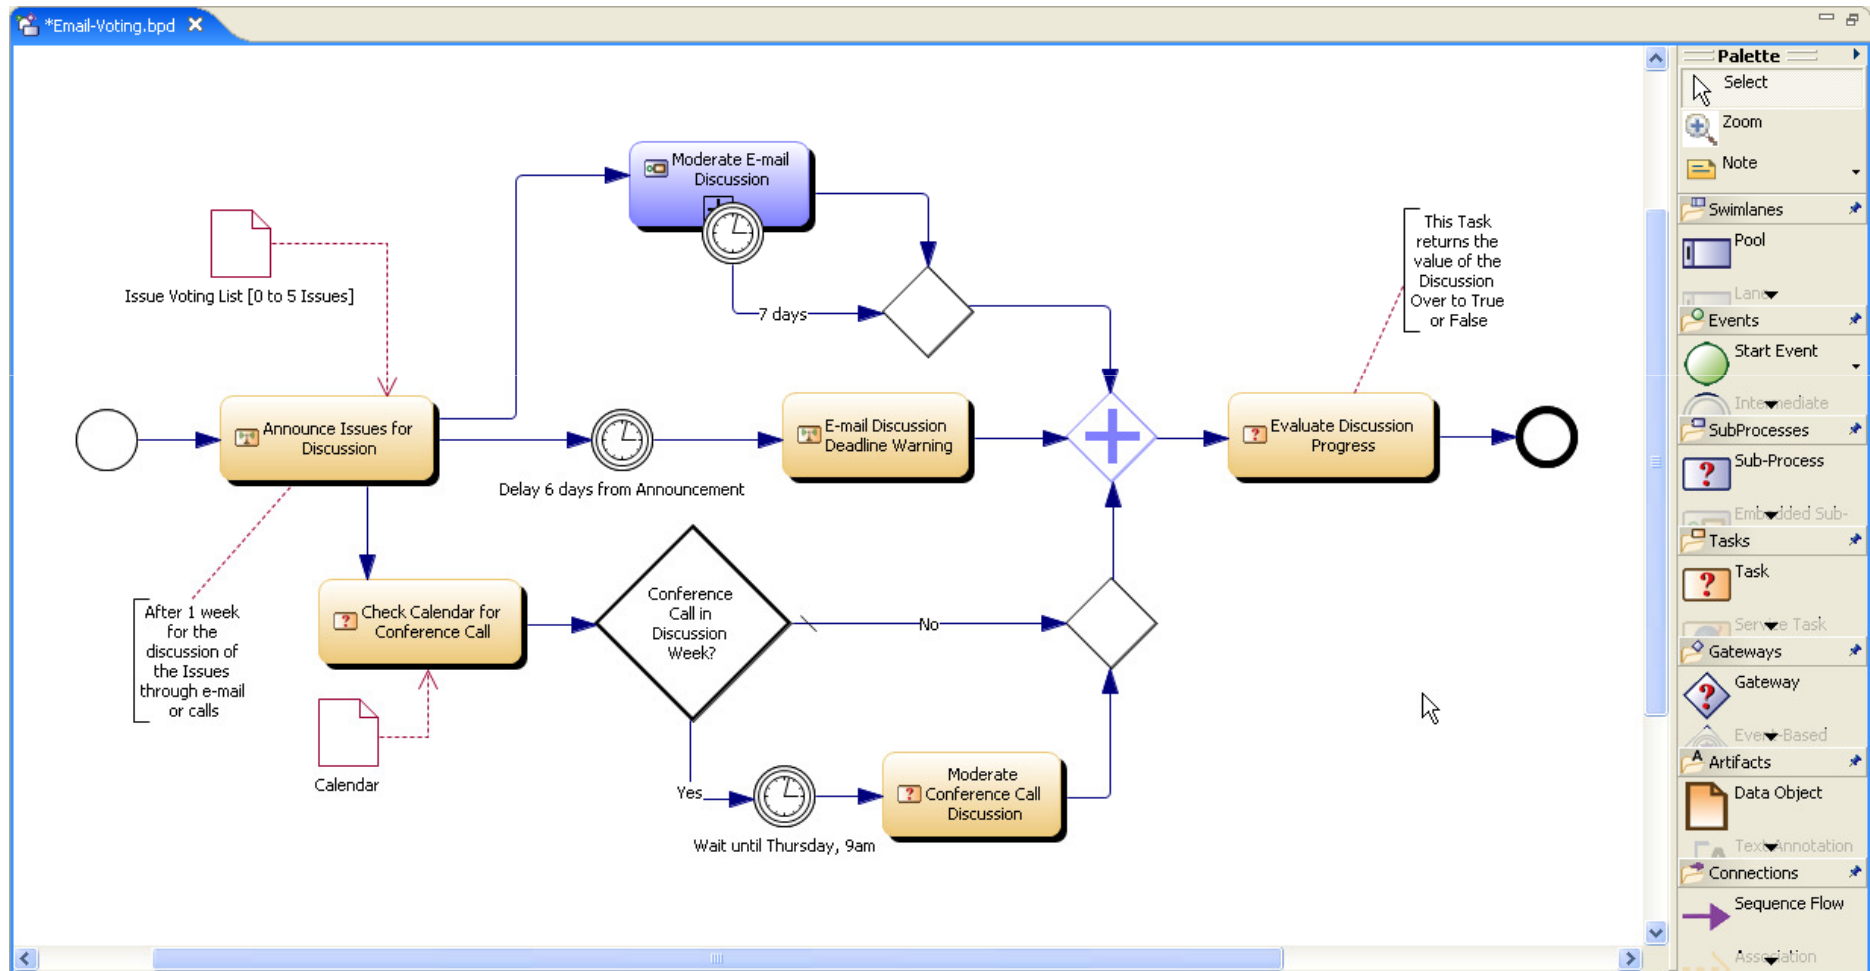 *Email-Voting.bpd
Moderate E-mail
Discussion
Issue Voting List [0 to 5 Issues]
7 days
This Task
returns the
value of the
Discussion
Over to True
or False
Announce Issues for
Discussion
Delay 6 days from Announcement
E-mail Discussion
Deadline Warning
Evaluate Discussion
Progress
After 1 week
for the
discussion of
the Issues
through e-mail
or calls
Check Calendar for
Conference Call
Conference
Call in
Discussion
Week?
No
Calendar
Yes
Wait until Thursday, 9am
Moderate
Conference Call
Discussion
Palette
Select
Zoom
Note
Swimlanes
Pool
Lane
Events
Start Event
Intermediate
SubProcesses
Sub-Process
Embedded Sub-
Tasks
Task
Service Task
Gateways
Gateway
Event-Based
Artifacts
Data Object
Text Annotation
Connections
Sequence Flow
Association